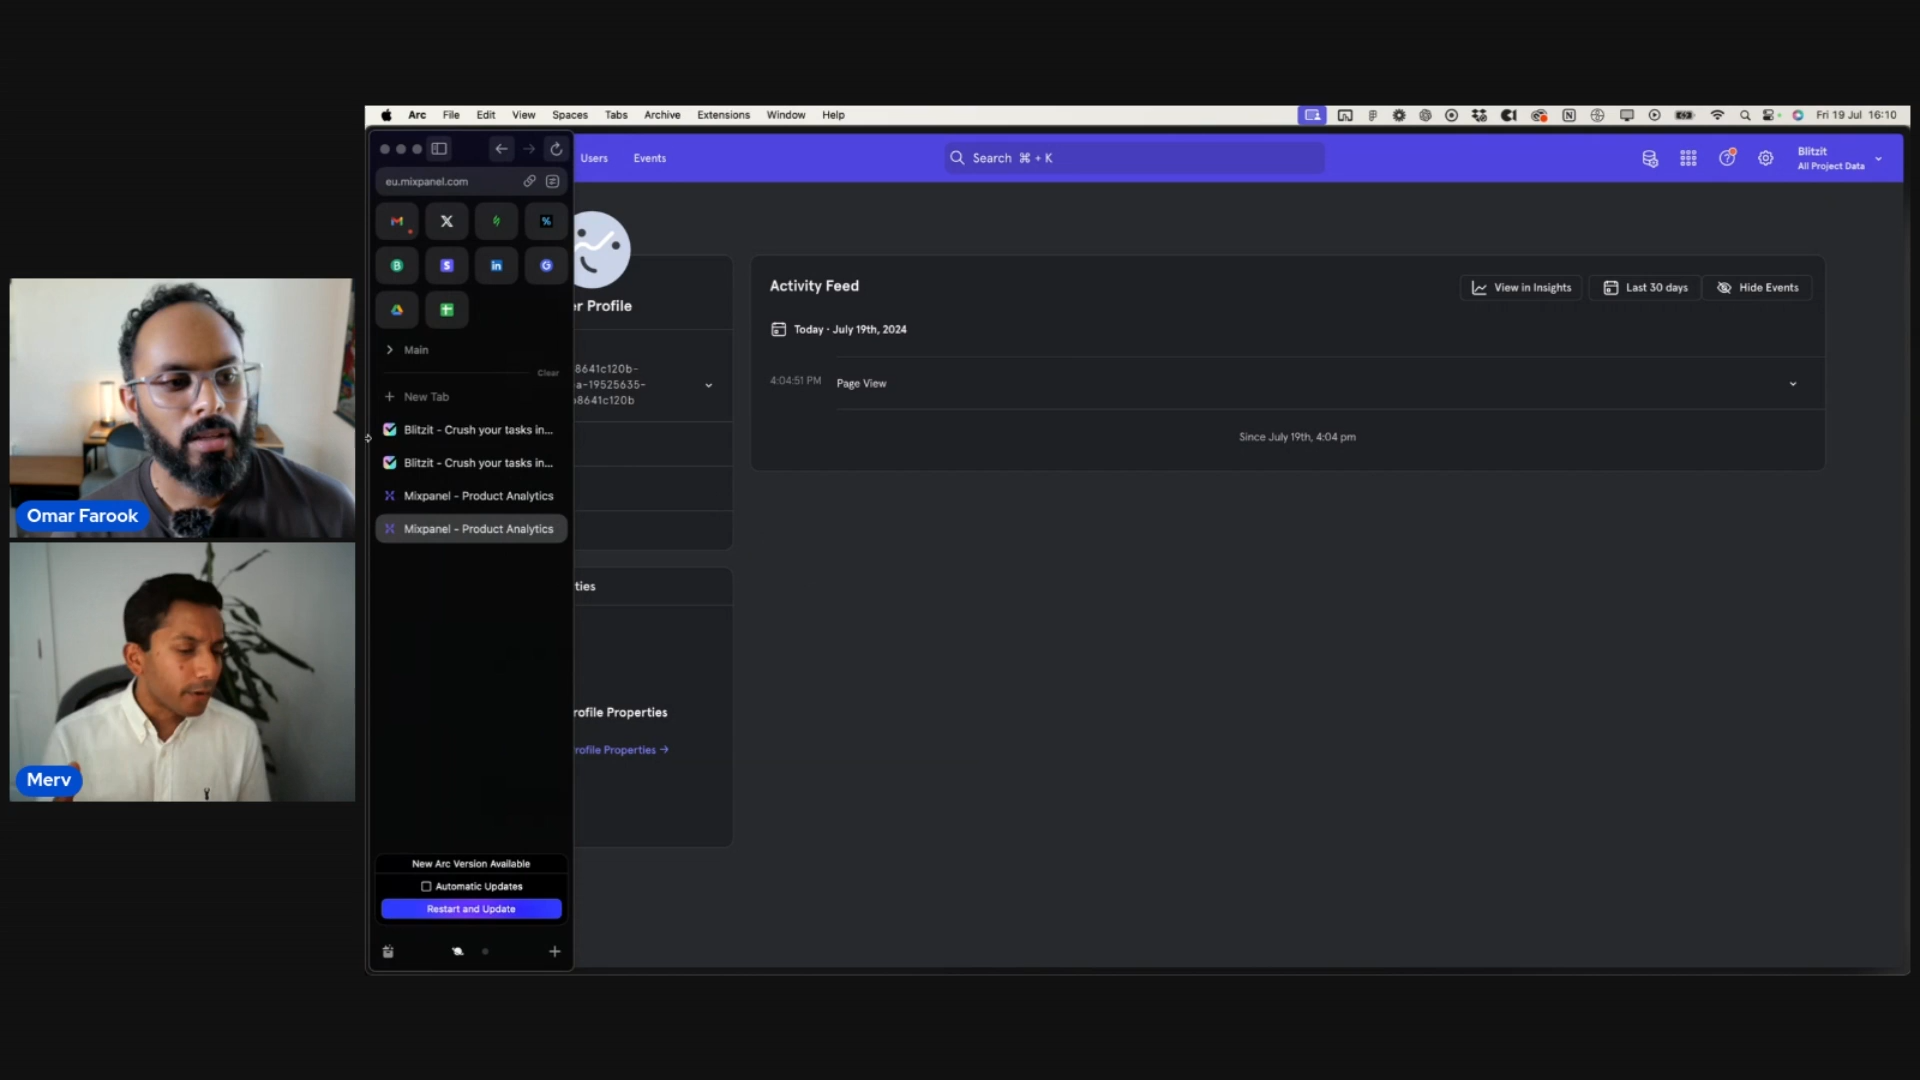 Arc File Edit View Spaces Tabs Archive Extensions Window Help
Fri 19 Jul 16:10
eu.mixpanel.com
Users Events
Search ⌘ + K
Blitzit
All Project Data
Main
Clear
New Tab
Blitzit - Crush your tasks in...
Blitzit - Crush your tasks in...
Mixpanel - Product Analytics
Mixpanel - Product Analytics
New Arc Version Available
Automatic Updates
Restart and Update
er Profile
8641c120b-
a-19525635-
8641c120b
ties
rofile Properties
rofile Properties →
Activity Feed
View in Insights
Last 30 days
Hide Events
Today · July 19th, 2024
4:04:51 PM Page View
Since July 19th, 4:04 pm
Omar Farook
Merv